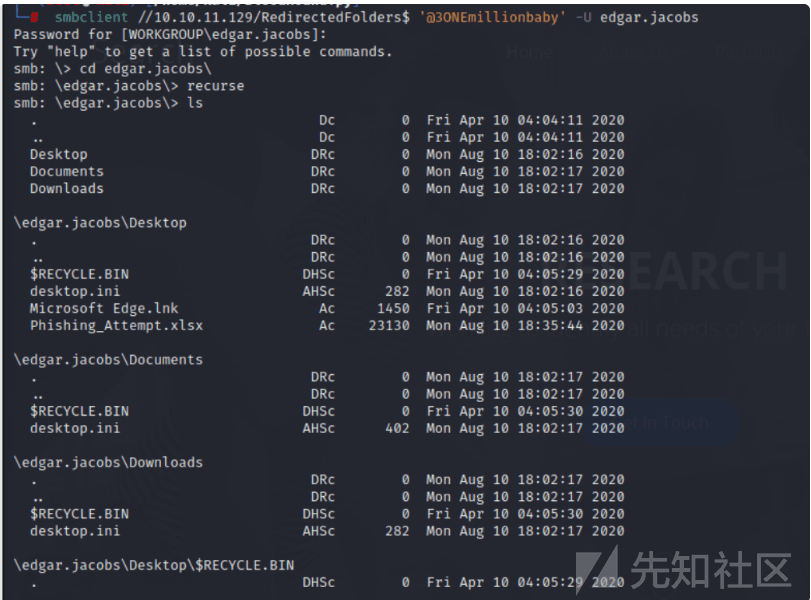 smbclient //10.10.11.129/RedirectedFolders$ '@3ONEmillionbaby' -U edgar.jacobs
Password for [WORKGROUP\edgar.jacobs]:
Try "help" to get a list of possible commands.
smb: \> cd edgar.jacobs\
smb: \edgar.jacobs\> recurse
smb: \edgar.jacobs\> ls
. Dc 0 Fri Apr 10 04:04:11 2020
.. Dc 0 Fri Apr 10 04:04:11 2020
Desktop DRc 0 Mon Aug 10 18:02:16 2020
Documents DRc 0 Mon Aug 10 18:02:17 2020
Downloads DRc 0 Mon Aug 10 18:02:17 2020
\edgar.jacobs\Desktop
. DRc 0 Mon Aug 10 18:02:16 2020
.. DRc 0 Mon Aug 10 18:02:16 2020
$RECYCLE.BIN DHSc 0 Fri Apr 10 04:05:29 2020
desktop.ini AHSc 282 Mon Aug 10 18:02:16 2020
Microsoft Edge.lnk Ac 1450 Fri Apr 10 04:05:03 2020
Phishing_Attempt.xlsx Ac 23130 Mon Aug 10 18:35:44 2020
\edgar.jacobs\Documents
. DRc 0 Mon Aug 10 18:02:17 2020
.. DRc 0 Mon Aug 10 18:02:17 2020
$RECYCLE.BIN DHSc 0 Fri Apr 10 04:05:30 2020
desktop.ini AHSc 402 Mon Aug 10 18:02:17 2020
\edgar.jacobs\Downloads
. DRc 0 Mon Aug 10 18:02:17 2020
.. DRc 0 Mon Aug 10 18:02:17 2020
$RECYCLE.BIN DHSc 0 Fri Apr 10 04:05:30 2020
desktop.ini AHSc 282 Mon Aug 10 18:02:17 2020
\edgar.jacobs\Desktop\$RECYCLE.BIN
. DHSc 0 Fri Apr 10 04:05:29 2020
先知社区